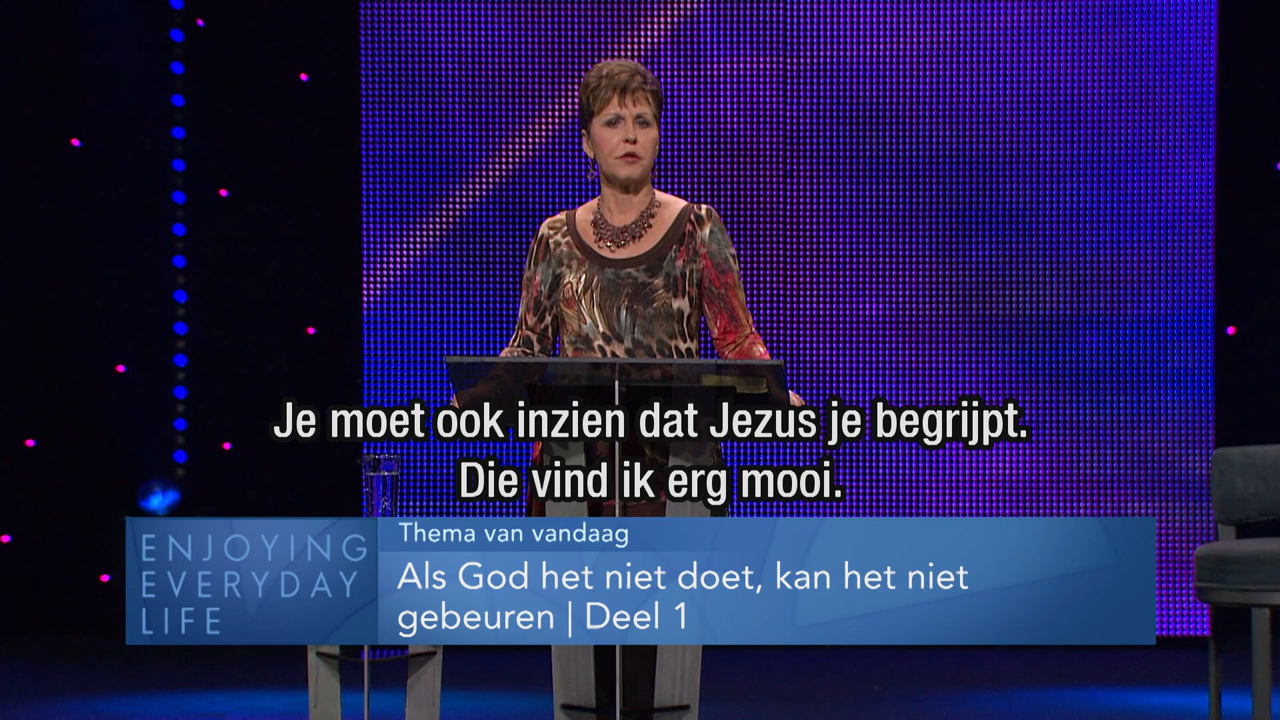 Je moet ook inzien dat Jezus je begrijpt.
Die vind ik erg mooi.
ENJOYING
EVERYDAY
LIFE
Thema van vandaag
Als God het niet doet, kan het niet
gebeuren | Deel 1